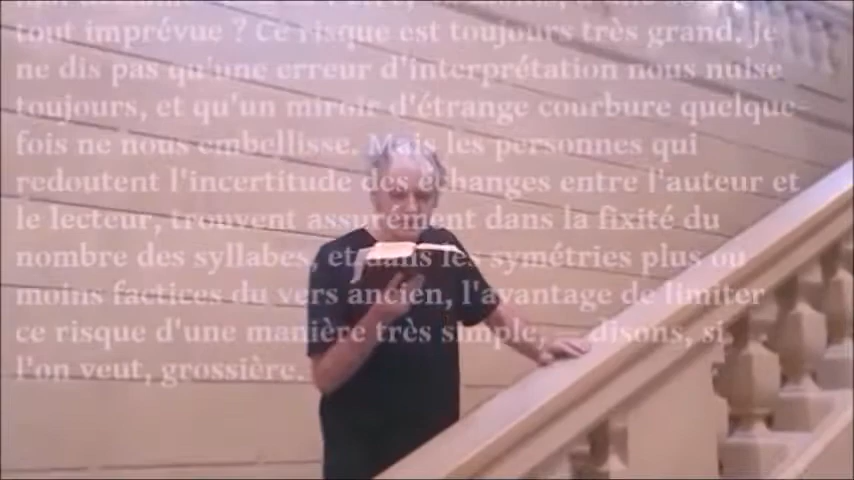 tout imprévue ? Ce risque est toujours très grand. Je
ne dis pas qu'une erreur d'interprétation nous nuise
toujours, et qu'un miroir d'étrange courbure quelque-
fois ne nous embellisse. Mais les personnes qui
redoutent l'incertitude des échanges entre l'auteur et
le lecteur, trouvent assurément dans la fixité du
nombre des syllabes, et dans les symétries plus ou
moins factices du vers ancien, l'avantage de limiter
ce risque d'une manière très simple, - disons, si
l'on veut, grossière.